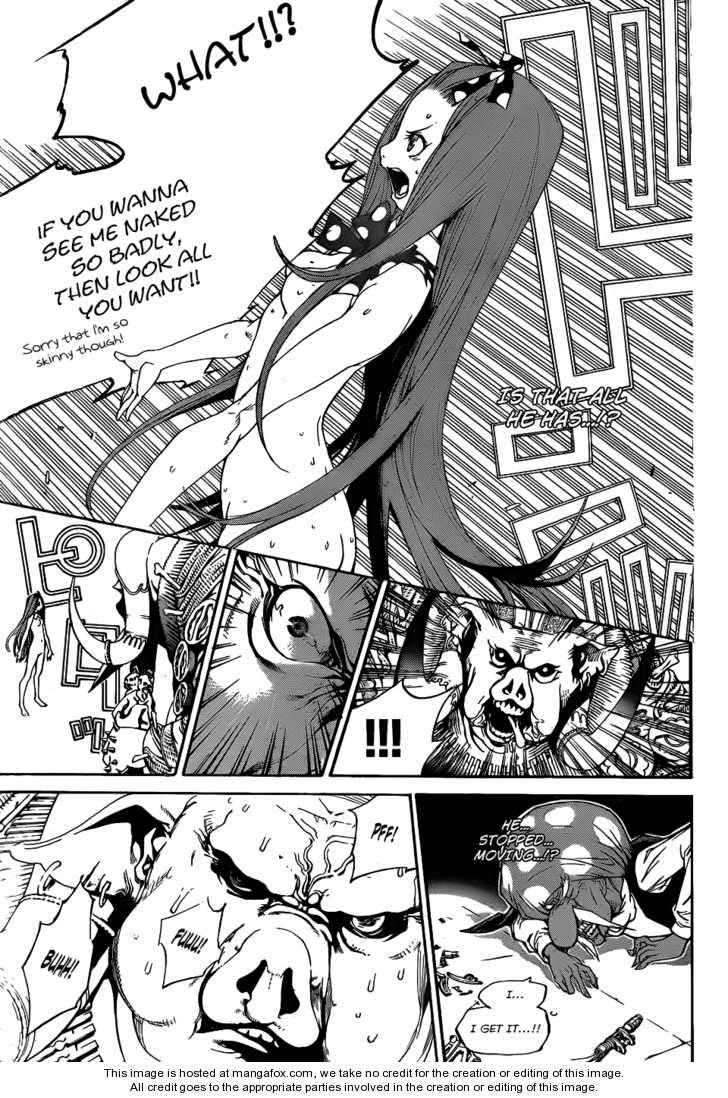 WHAT!!?
IF YOU WANNA
SEE ME NAKED
SO BADLY,
THEN LOOK ALL
YOU WANT!!
Sorry that I'm so
skinny though!
IS THAT ALL
HE HAS...!?
!!!
HE...
STOPPED...
MOVING...!?
I...
I GET IT...!!
PFF!
FUUU!!
BUHH!
This image is hosted at mangafox.com, we take no credit for the creation or editing of this image.
All credit goes to the appropriate parties involved in the creation or editing of this image.